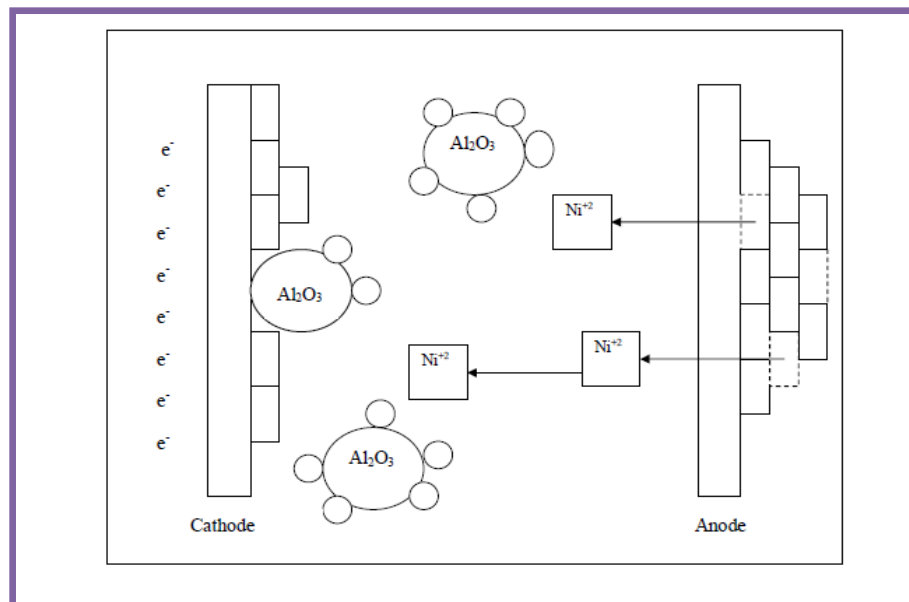 Al₂O₃
e⁻
e⁻
Ni⁺²
e⁻
e⁻
Al₂O₃
e⁻
Ni⁺²
e⁻
Ni⁺²
e⁻
e⁻
Al₂O₃
Cathode
Anode